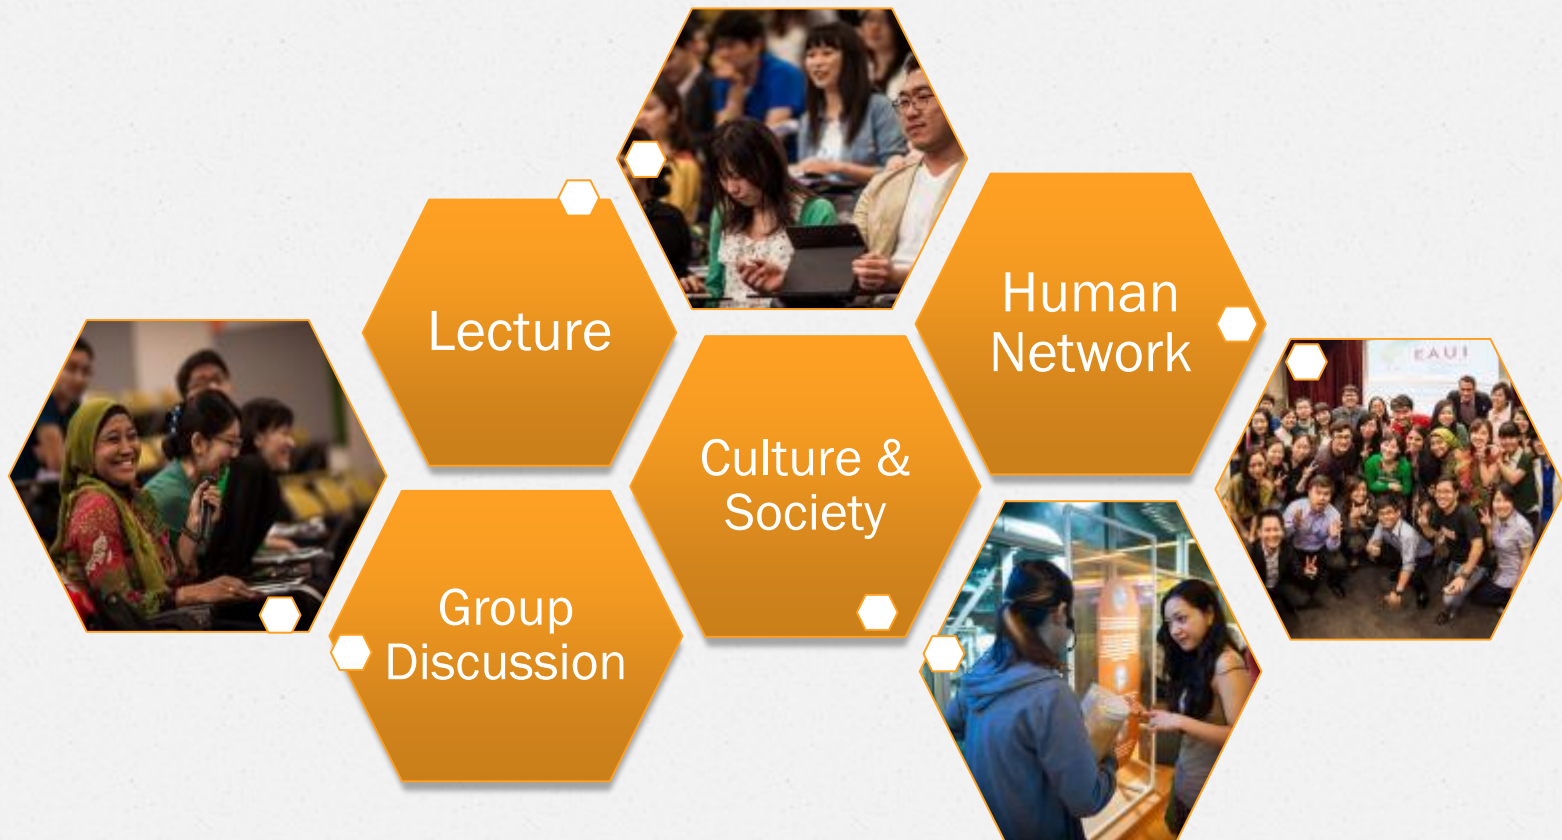 Lecture
Human
Network
EAUI
Culture &
Society
Group
Discussion